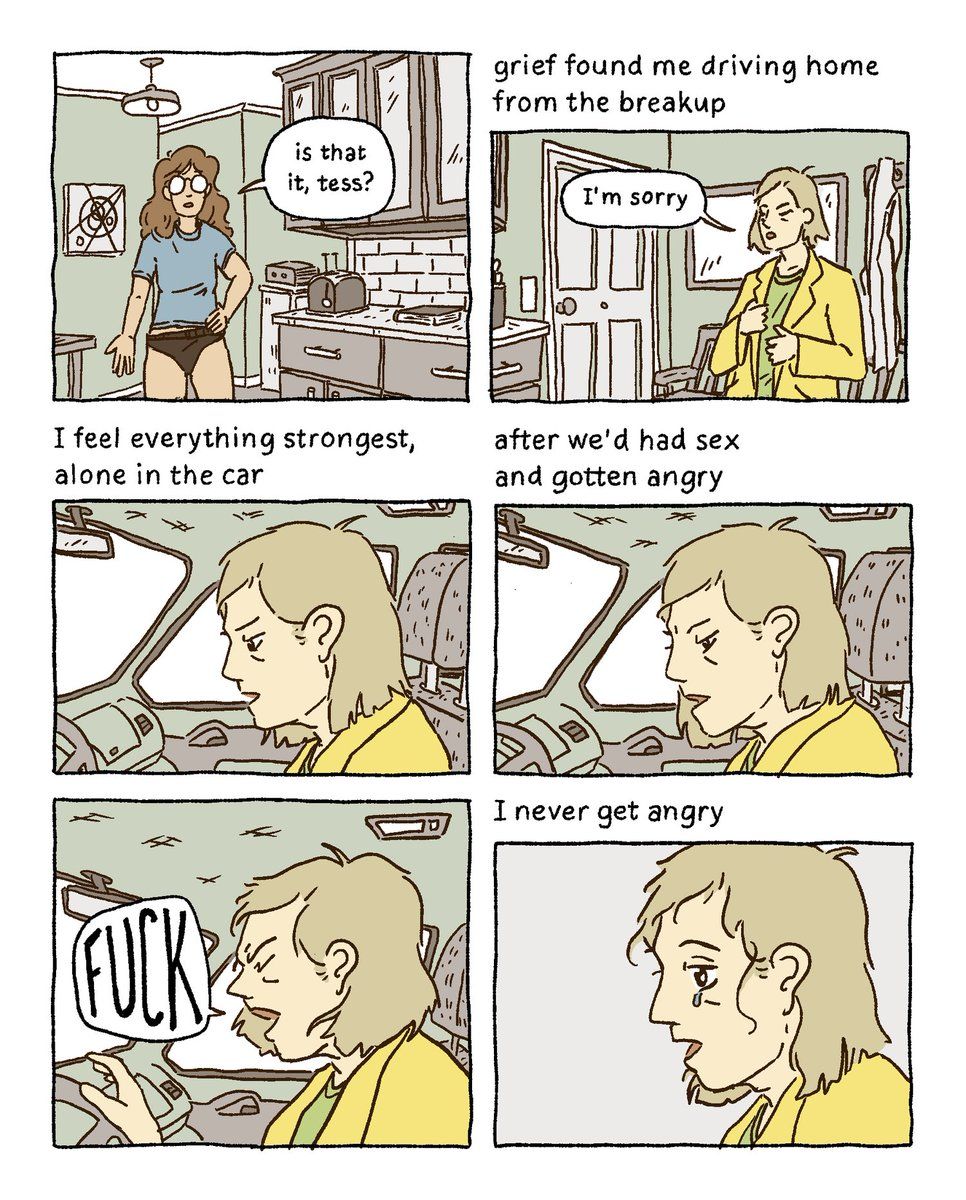 is that
it, tess?
grief found me driving home
from the breakup
I'm sorry
I feel everything strongest,
alone in the car
after we'd had sex
and gotten angry
FUCK
I never get angry